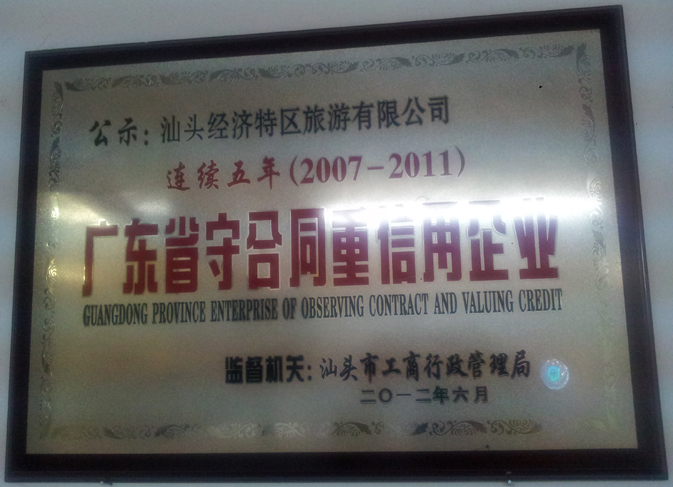 公示：汕头经济特区旅游有限公司
连续五年(2007-2011)
广东省守合同重信用企业
GUANGDONG PROVINCE ENTERPRISE OF OBSERVING CONTRACT AND VALUING CREDIT
监督机关：汕头市工商行政管理局
二〇一二年六月